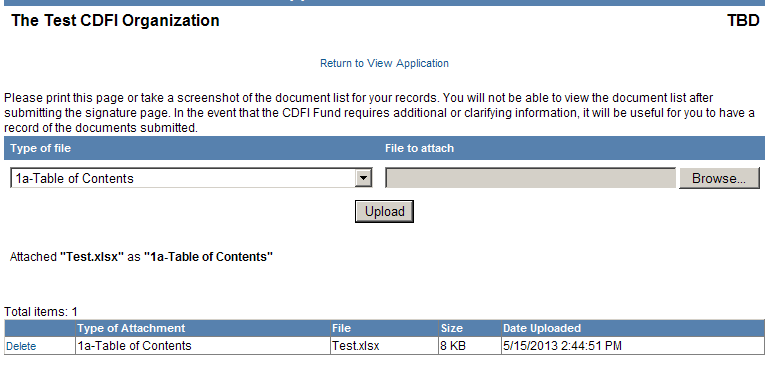 The Test CDFI Organization TBD
Return to View Application
Please print this page or take a screenshot of the document list for your records. You will not be able to view the document list after
submitting the signature page. In the event that the CDFI Fund requires additional or clarifying information, it will be useful for you to have a
record of the documents submitted.
Type of file File to attach
1a-Table of Contents Browse...
Upload
Attached "Test.xlsx" as "1a-Table of Contents"
Total items: 1
Type of Attachment File Size Date Uploaded
Delete 1a-Table of Contents Test.xlsx 8 KB 5/15/2013 2:44:51 PM